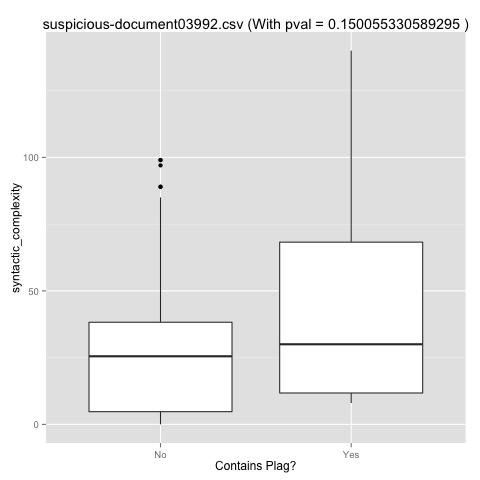 suspicious-document03992.csv (With pval = 0.150055330589295 )
syntactic_complexity
100
50
0
No
Yes
Contains Plag?